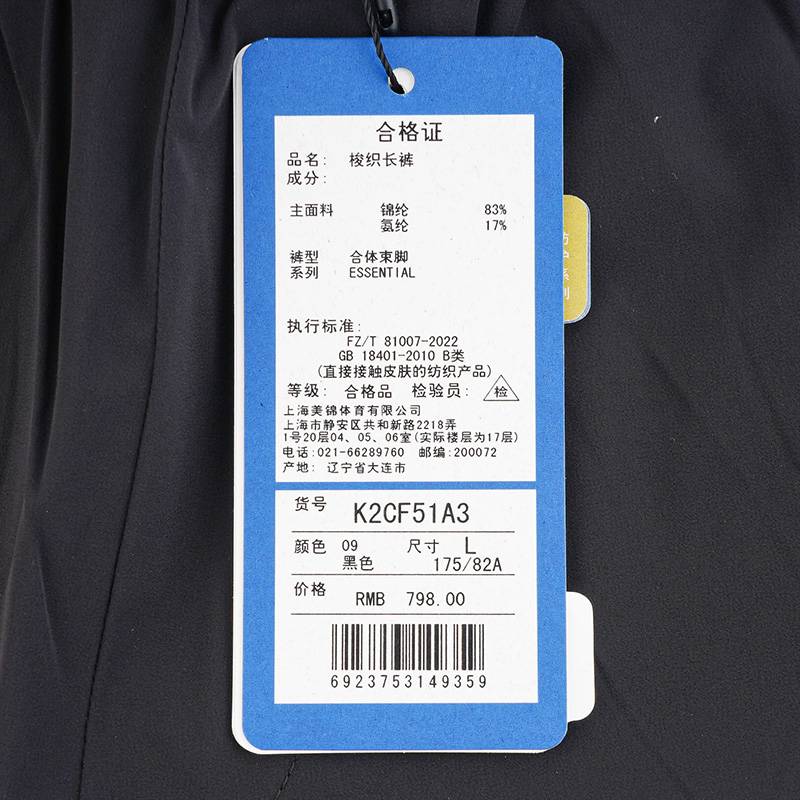 合格证
品名: 梭织长裤
成分:
主面料 锦纶 83%
氨纶 17%
裤型 合体束脚
系列 ESSENTIAL
执行标准:
FZ/T 81007-2022
GB 18401-2010 B类
(直接接触皮肤的纺织产品)
等级: 合格品 检验员: 检
上海美锦体育有限公司
上海市静安区共和新路2218弄
1号20层04、05、06室(实际楼层为17层)
电话:021-66289760 邮编:200072
产地: 辽宁省大连市
货号 K2CF51A3
颜色 09 尺寸 L
黑色 175/82A
价格 RMB 798.00
6923753149359
系